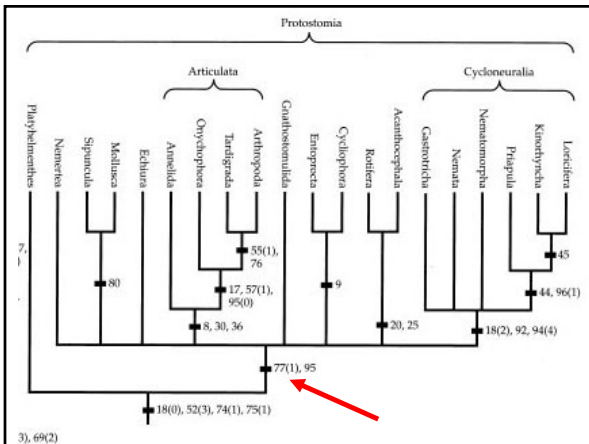 Protostomia
Articulata
Cycloneuralia
Platyhelmenthes
Nemertea
Sipuncula
Mollusca
Echiura
Annelida
Onychophora
Tardigrada
Arthropoda
Gnathostomulida
Entoprocta
Cycliophora
Rotifera
Acanthocephala
Gastrotricha
Nemata
Nematomorpha
Priapula
Kinorhyncha
Loricifera
7,
)
55(1),
76
45
80
17, 57(1),
95(0)
9
44, 96(1)
8, 30, 36
20, 25
18(2), 92, 94(4)
77(1), 95
18(0), 52(3), 74(1), 75(1)
3), 69(2)